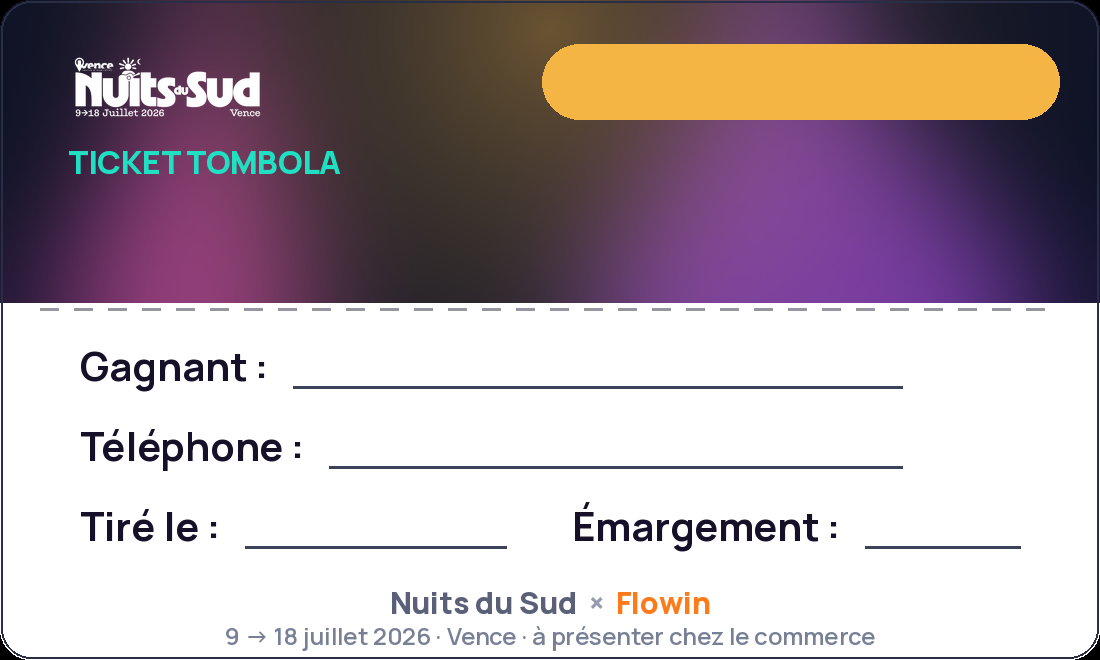 Vence
Nuits du Sud
9→18 Juillet 2026 Vence
TICKET TOMBOLA
Gagnant :
Téléphone :
Tiré le : Émargement :
Nuits du Sud × Flowin
9 → 18 juillet 2026 · Vence · à présenter chez le commerce